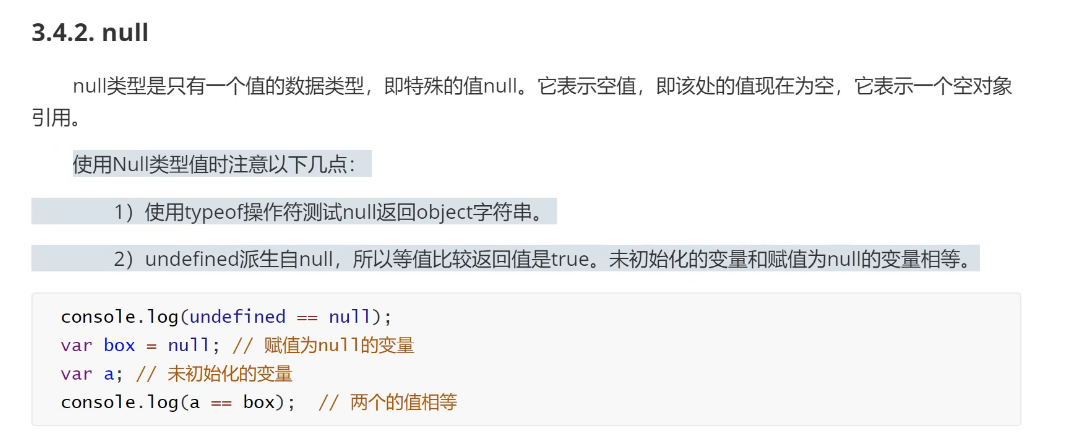 3.4.2. null
null类型是只有一个值的数据类型，即特殊的值null。它表示空值，即该处的值现在为空，它表示一个空对象
引用。
使用Null类型值时注意以下几点：
1）使用typeof操作符测试null返回object字符串。
2）undefined派生自null，所以等值比较返回值是true。未初始化的变量和赋值为null的变量相等。
console.log(undefined == null);
var box = null; // 赋值为null的变量
var a; // 未初始化的变量
console.log(a == box);  // 两个的值相等